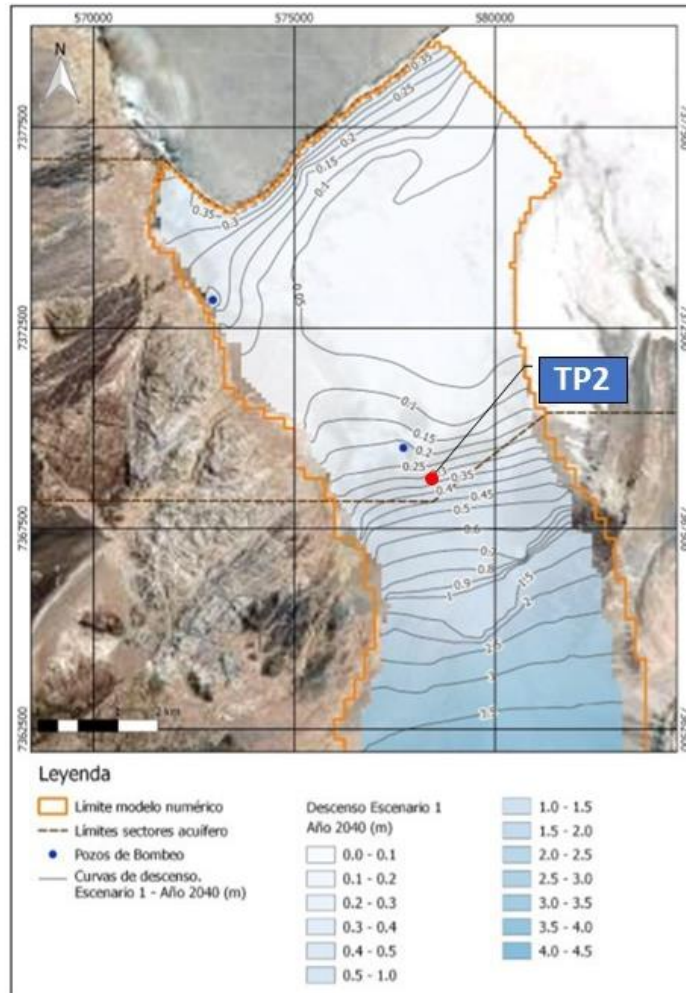 570000 575000 580000
N
0.35
0.25
0.2
7377500
0.15
0.1
0.35
0.3
0.05
7372500
TP2
0.1
0.15
0.2
0.25
0.35
0.4
0.45
0.5
7367500
0.6
0.7
0.8
1.5
0.9
1
2
2.5
3
2 km
3.5
7362500
Leyenda
Límite modelo numérico
Límites sectores acuífero
Pozos de Bombeo
Curvas de descenso.
Escenario 1 - Año 2040 (m)
Descenso Escenario 1
Año 2040 (m)
0.0 - 0.1
0.1 - 0.2
0.2 - 0.3
0.3 - 0.4
0.4 - 0.5
0.5 - 1.0
1.0 - 1.5
1.5 - 2.0
2.0 - 2.5
2.5 - 3.0
3.0 - 3.5
3.5 - 4.0
4.0 - 4.5